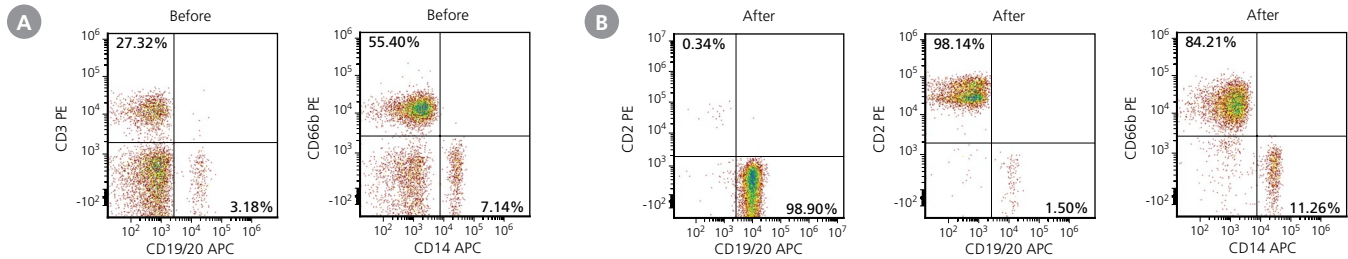 A
Before
27.32%
3.18%
10^6
10^5
10^4
10^3
-10^2
CD3 PE
10^2 10^3 10^4 10^5 10^6
CD19/20 APC
Before
55.40%
7.14%
10^6
10^5
10^4
10^3
-10^2
CD66b PE
10^2 10^3 10^4 10^5 10^6
CD14 APC
B
After
0.34%
98.90%
10^7
10^6
10^5
10^4
10^3
-10^2
CD2 PE
10^2 10^3 10^4 10^5 10^6 10^7
CD19/20 APC
After
98.14%
1.50%
10^6
10^5
10^4
10^3
-10^2
CD2 PE
10^2 10^3 10^4 10^5 10^6
CD19/20 APC
After
84.21%
11.26%
10^6
10^5
10^4
10^3
-10^2
CD66b PE
10^2 10^3 10^4 10^5 10^6
CD14 APC